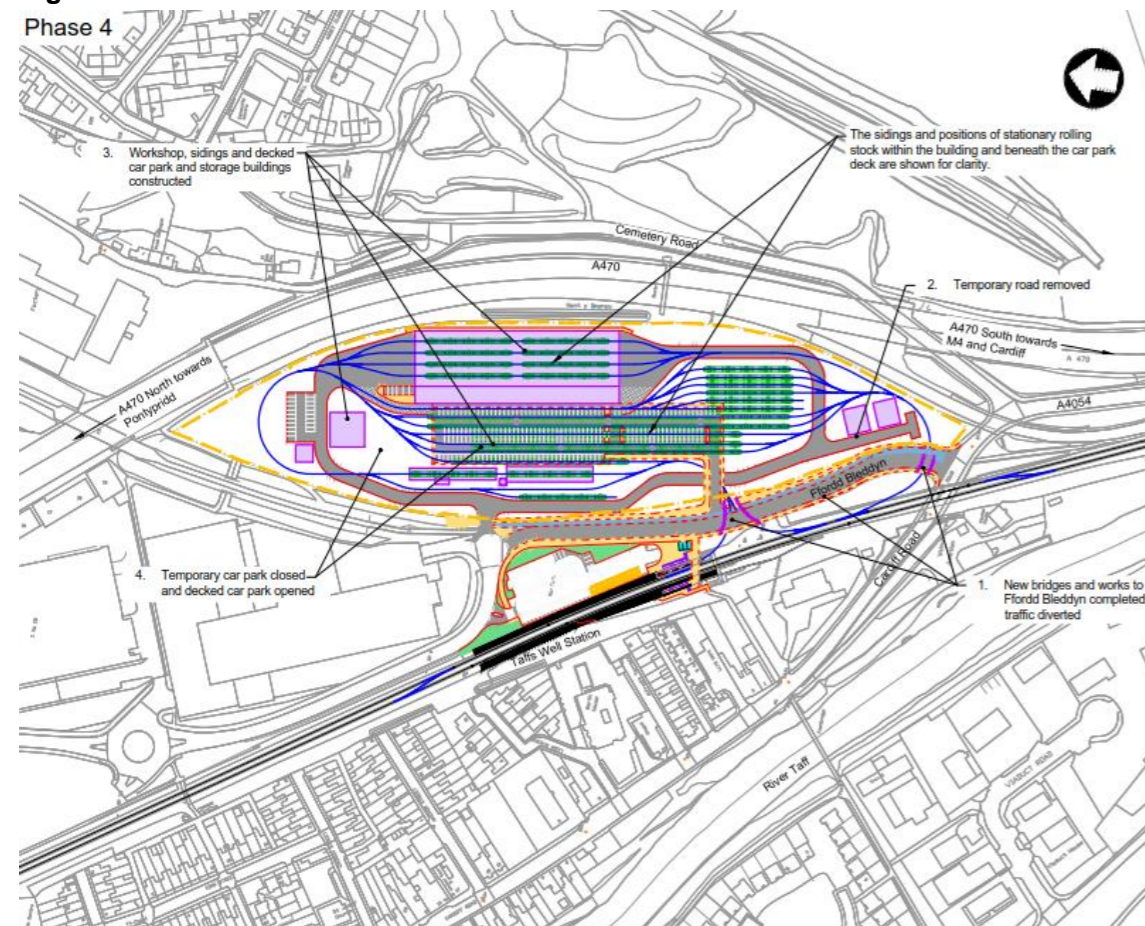 Phase 4
3. Workshop, sidings and decked
car park and storage buildings
constructed
The sidings and positions of stationary rolling
stock within the building and beneath the car park
deck are shown for clarity.
Cemetery Road
A470
2. Temporary road removed
A470 South towards
M4 and Cardiff
A 470
A470 North towards
Pontypridd
A4054
Ffordd Bleddyn
Cardiff Road
4. Temporary car park closed
and decked car park opened
1. New bridges and works to
Ffordd Bleddyn completed
traffic diverted
Taffs Well Station
River Taff
VIADUCT ROAD